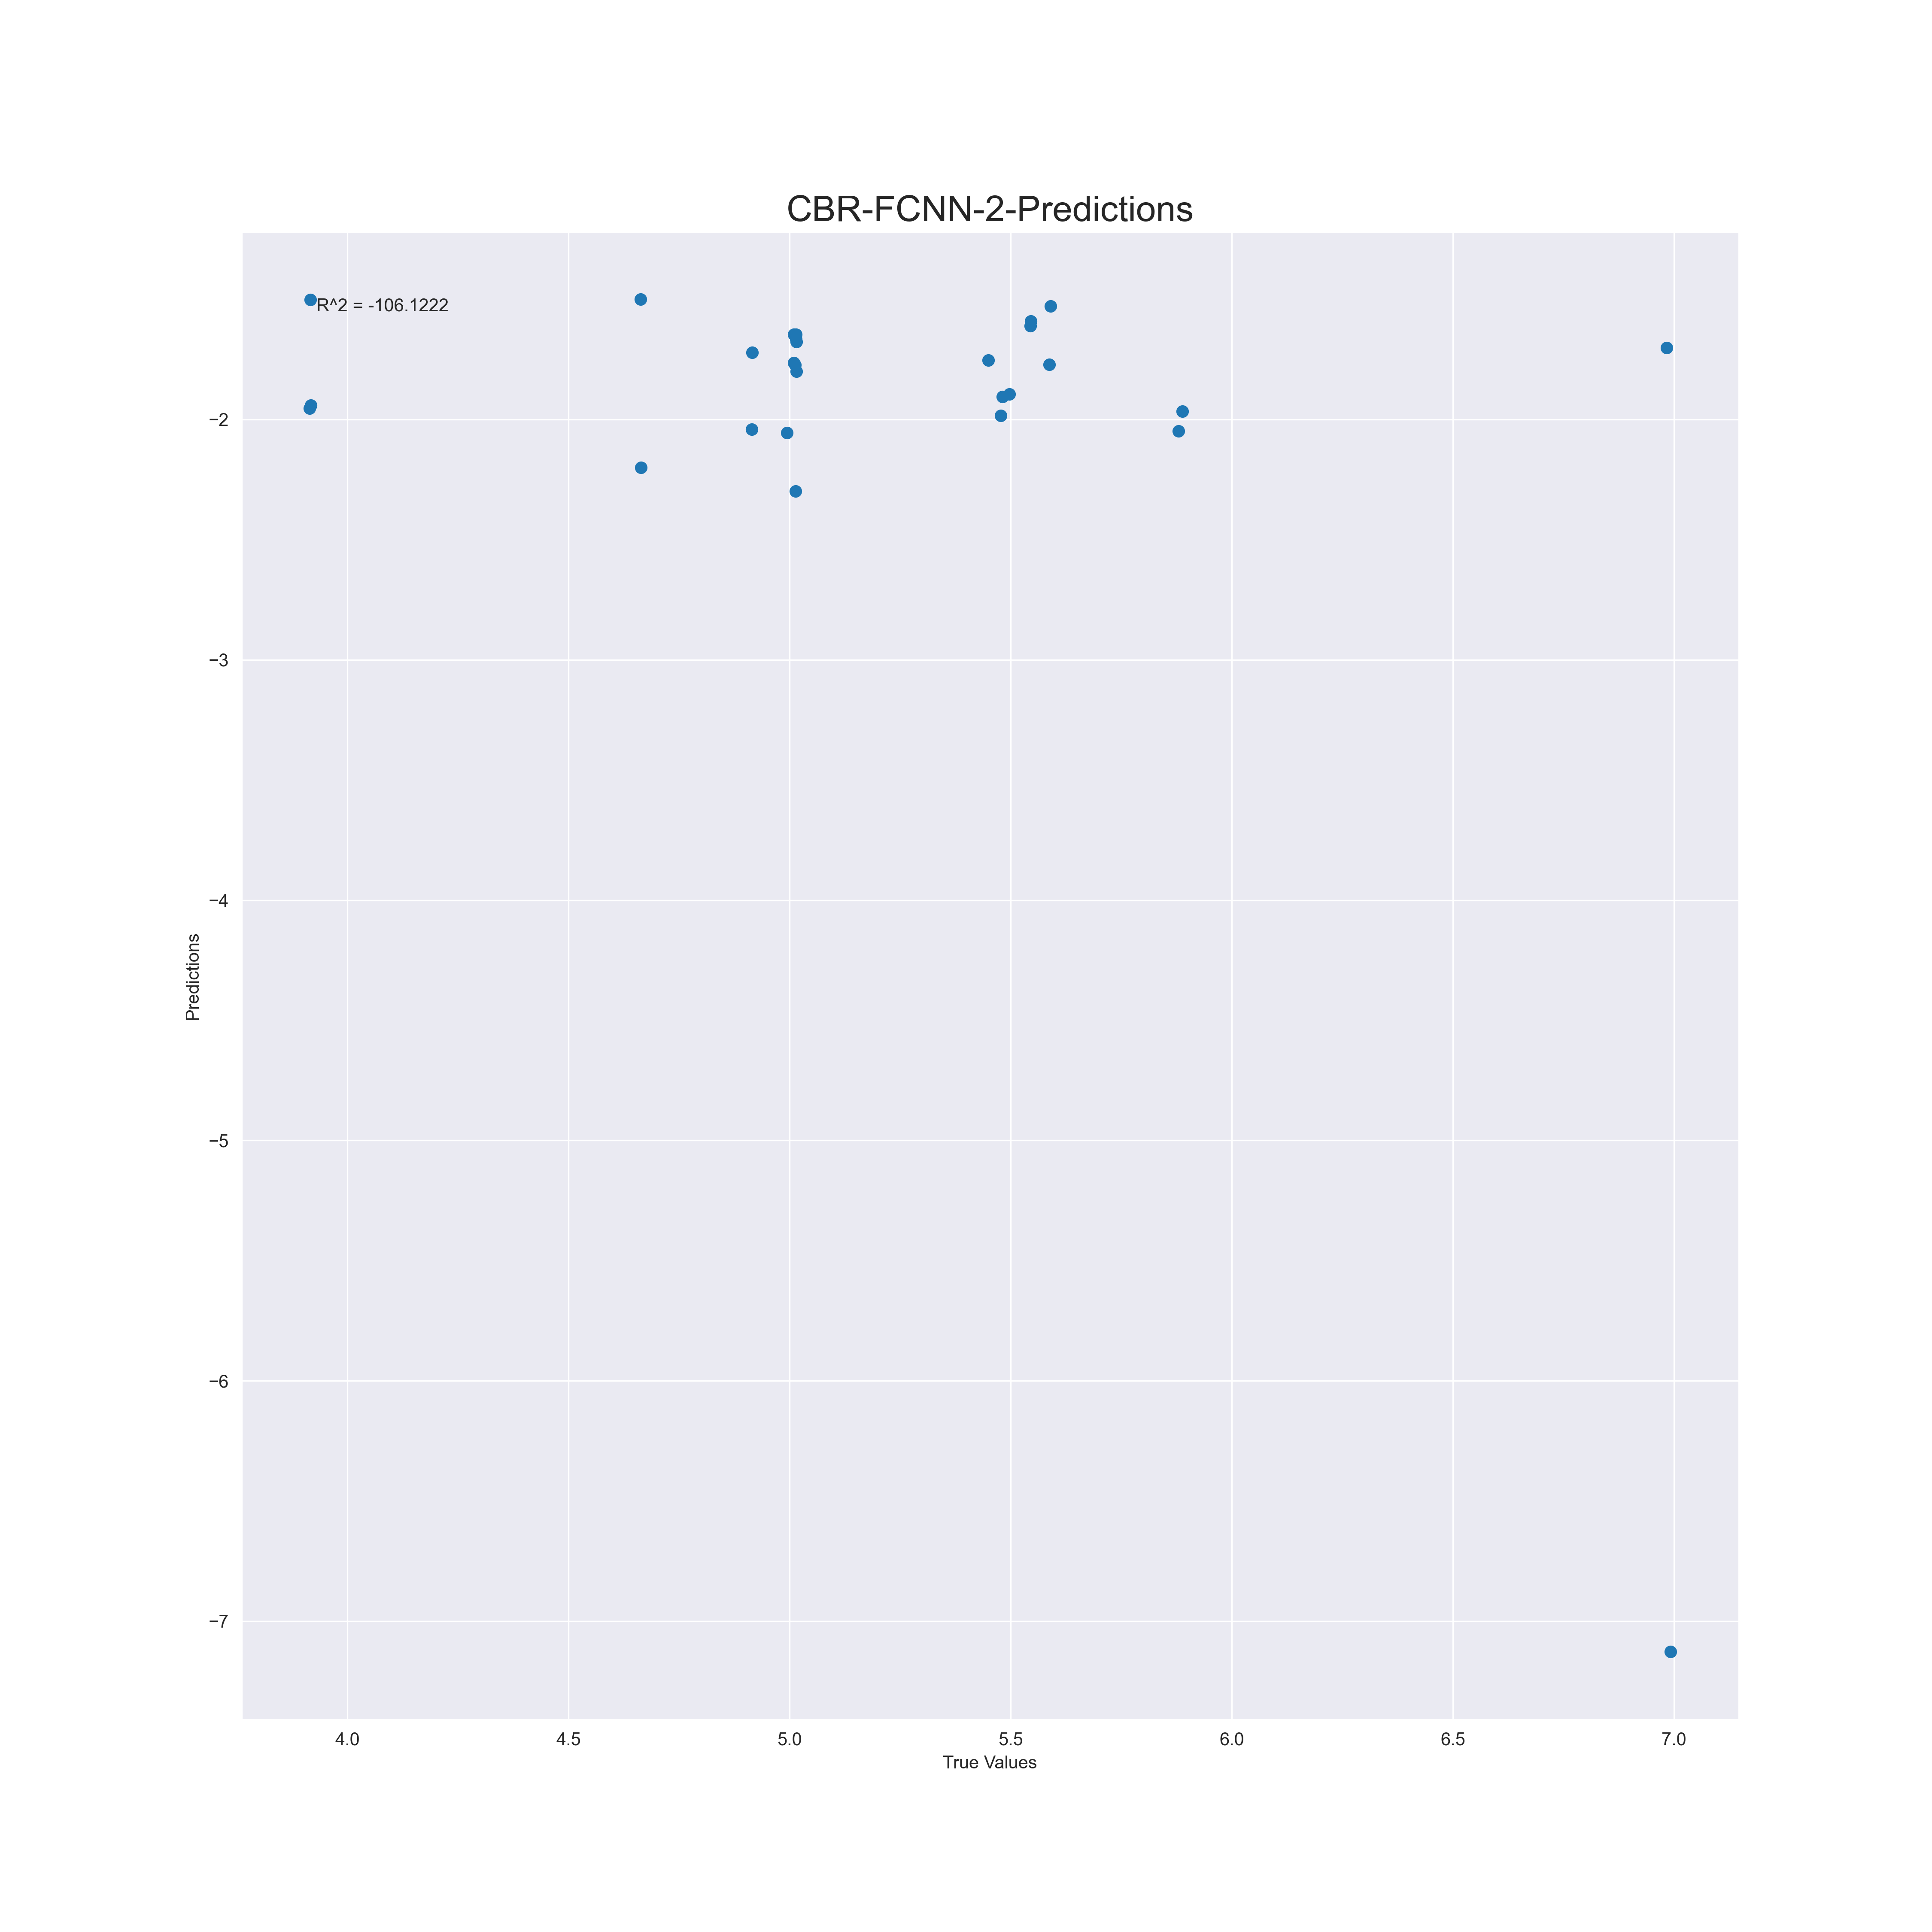 CBR-FCNN-2-Predictions
R^2 = -106.1222
−2
−3
−4
−5
−6
−7
Predictions
4.0 4.5 5.0 5.5 6.0 6.5 7.0
True Values